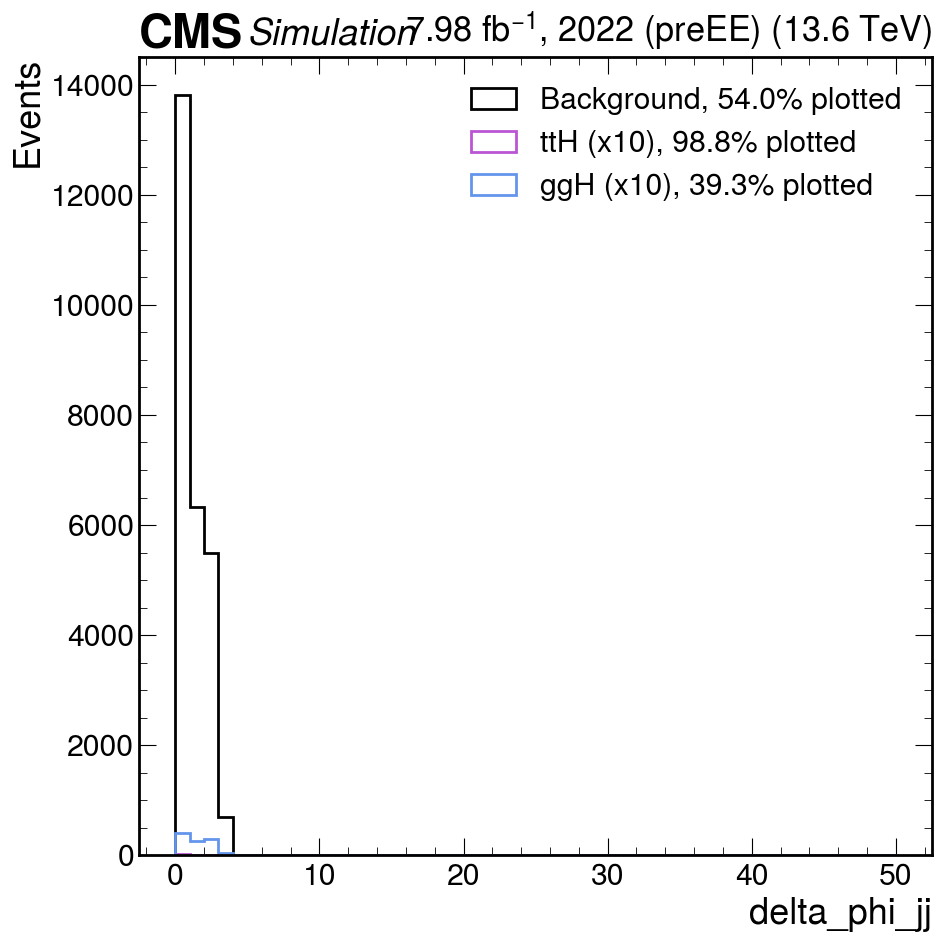 CMS Simulation 7.98 fb⁻¹, 2022 (preEE) (13.6 TeV)
Events
14000
12000
10000
8000
6000
4000
2000
0
Background, 54.0% plotted
ttH (x10), 98.8% plotted
ggH (x10), 39.3% plotted
0 10 20 30 40 50
delta_phi_jj